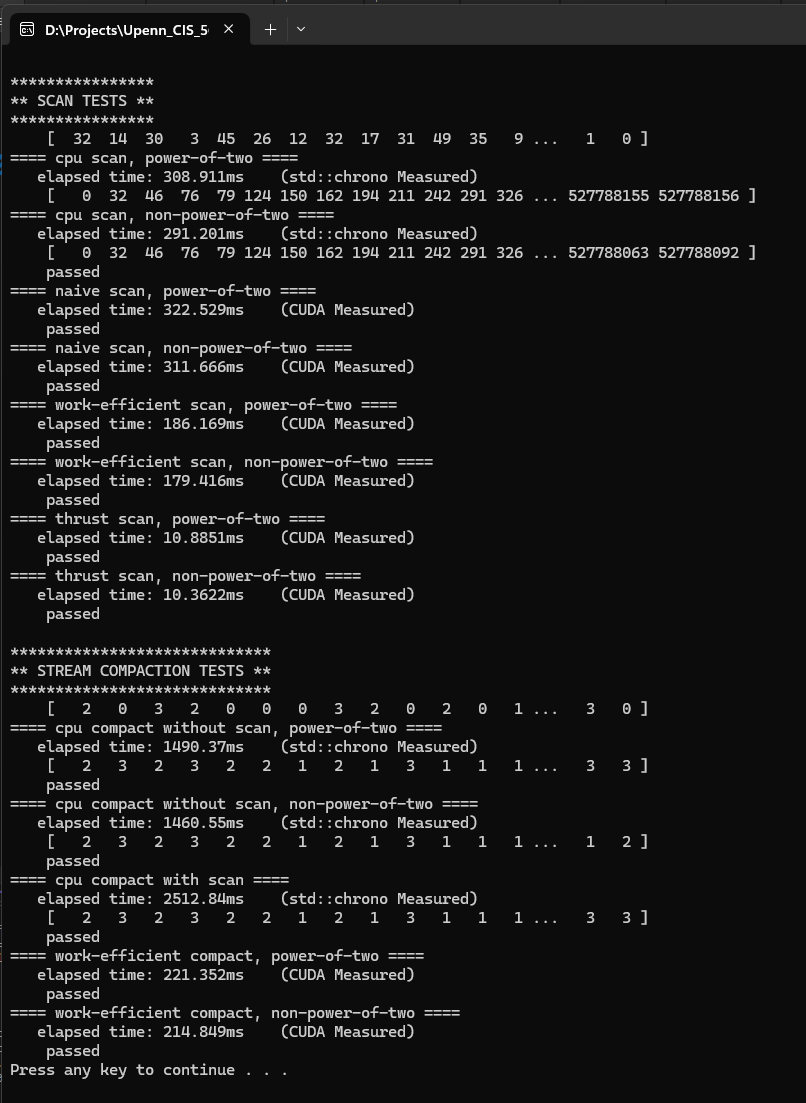 D:\Projects\Upenn_CIS_5
****************
** SCAN TESTS **
****************
    [  32  14  30   3  45  26  12  32  17  31  49  35   9 ...   1   0 ]
==== cpu scan, power-of-two ====
   elapsed time: 308.911ms    (std::chrono Measured)
    [   0  32  46  76  79 124 150 162 194 211 242 291 326 ... 527788155 527788156 ]
==== cpu scan, non-power-of-two ====
   elapsed time: 291.201ms    (std::chrono Measured)
    [   0  32  46  76  79 124 150 162 194 211 242 291 326 ... 527788063 527788092 ]
    passed
==== naive scan, power-of-two ====
   elapsed time: 322.529ms    (CUDA Measured)
    passed
==== naive scan, non-power-of-two ====
   elapsed time: 311.666ms    (CUDA Measured)
    passed
==== work-efficient scan, power-of-two ====
   elapsed time: 186.169ms    (CUDA Measured)
    passed
==== work-efficient scan, non-power-of-two ====
   elapsed time: 179.416ms    (CUDA Measured)
    passed
==== thrust scan, power-of-two ====
   elapsed time: 10.8851ms    (CUDA Measured)
    passed
==== thrust scan, non-power-of-two ====
   elapsed time: 10.3622ms    (CUDA Measured)
    passed
*****************************
** STREAM COMPACTION TESTS **
*****************************
    [   2   0   3   2   0   0   0   3   2   0   2   0   1 ...   3   0 ]
==== cpu compact without scan, power-of-two ====
   elapsed time: 1490.37ms    (std::chrono Measured)
    [   2   3   2   3   2   2   1   2   1   3   1   1   1 ...   3   3 ]
    passed
==== cpu compact without scan, non-power-of-two ====
   elapsed time: 1460.55ms    (std::chrono Measured)
    [   2   3   2   3   2   2   1   2   1   3   1   1   1 ...   1   2 ]
    passed
==== cpu compact with scan ====
   elapsed time: 2512.84ms    (std::chrono Measured)
    [   2   3   2   3   2   2   1   2   1   3   1   1   1 ...   3   3 ]
    passed
==== work-efficient compact, power-of-two ====
   elapsed time: 221.352ms    (CUDA Measured)
    passed
==== work-efficient compact, non-power-of-two ====
   elapsed time: 214.849ms    (CUDA Measured)
    passed
Press any key to continue . . .